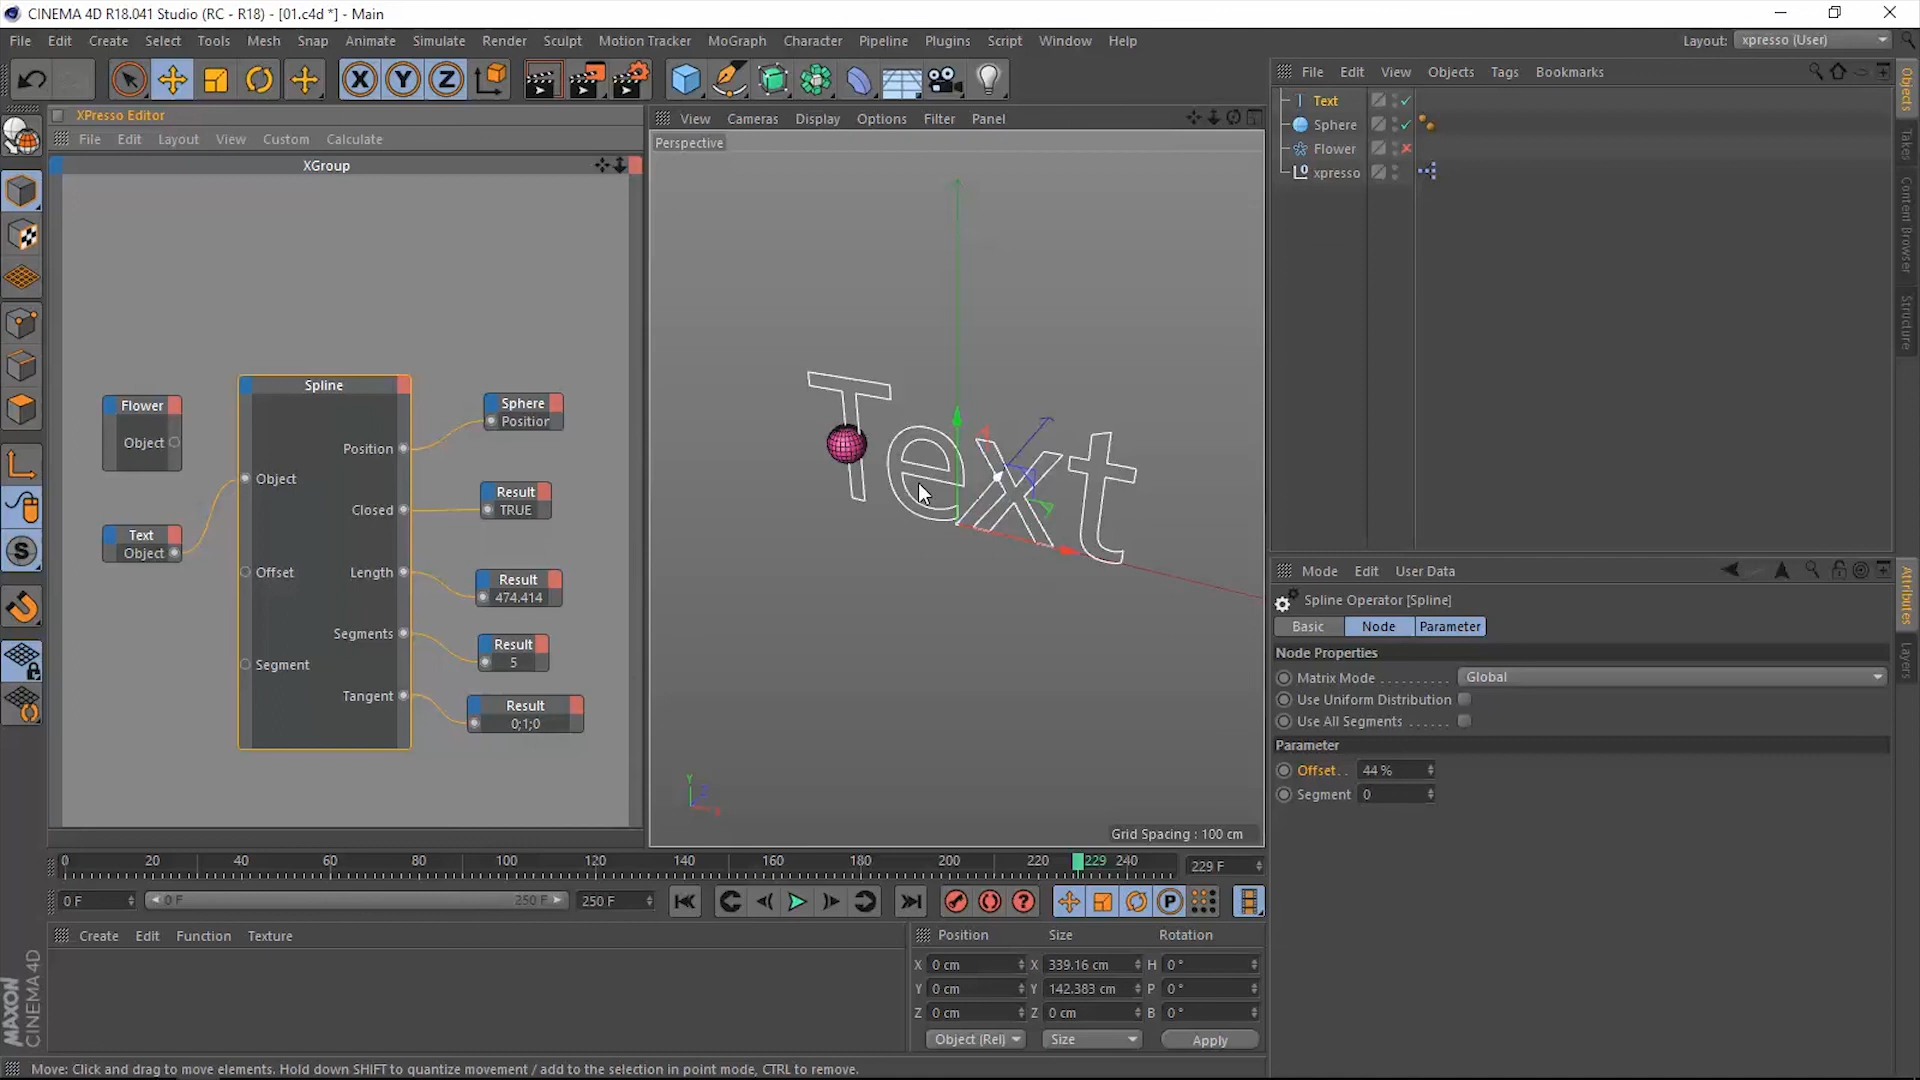 CINEMA 4D R18.041 Studio (RC - R18) - [01.c4d *] - Main
File Edit Create Select Tools Mesh Snap Animate Simulate Render Sculpt Motion Tracker MoGraph Character Pipeline Plugins Script Window Help
Layout: xpresso (User)
XPresso Editor
File Edit Layout View Custom Calculate
XGroup
Flower
Object
Text
Object
Spline
Position
Object
Closed
Offset
Length
Segments
Segment
Tangent
Sphere
Position
Result
TRUE
Result
474.414
Result
5
Result
0;1;0
View Cameras Display Options Filter Panel
Perspective
Text
Y
Z
X
Grid Spacing : 100 cm
File Edit View Objects Tags Bookmarks
Text
Sphere
Flower
xpresso
Objects
Takes
Content Browser
Structure
Mode Edit User Data
Spline Operator [Spline]
Basic Node Parameter
Node Properties
Matrix Mode Global
Use Uniform Distribution
Use All Segments
Parameter
Offset 44 %
Segment 0
Attributes
Layers
0 20 40 60 80 100 120 140 160 180 200 220 229 240
229 F
0 F 0 F 250 F 250 F
Create Edit Function Texture
Position Size Rotation
X 0 cm X 339.16 cm H 0 °
Y 0 cm Y 142.383 cm P 0 °
Z 0 cm Z 0 cm B 0 °
Object (Rel) Size Apply
MAXON
CINEMA 4D
Move: Click and drag to move elements. Hold down SHIFT to quantize movement / add to the selection in point mode, CTRL to remove.